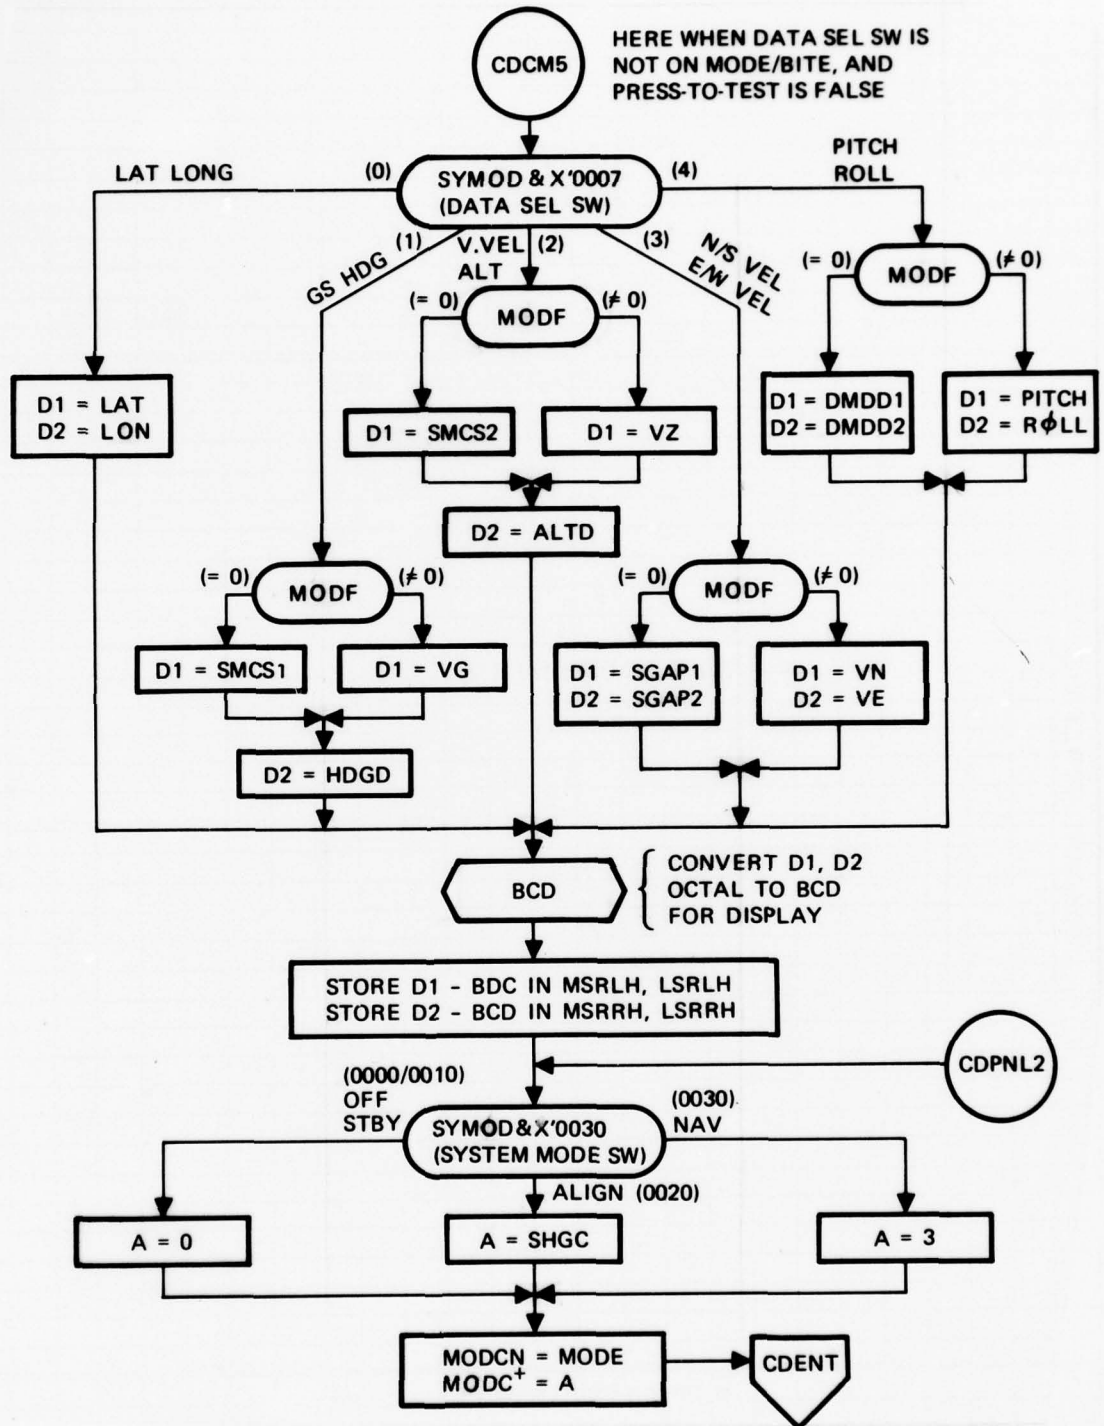 CDCM5
HERE WHEN DATA SEL SW IS
NOT ON MODE/BITE, AND
PRESS-TO-TEST IS FALSE
LAT LONG
(0)
SYMOD & X'0007
(DATA SEL SW)
(4)
PITCH
ROLL
GS HDG
(1)
V.VEL
ALT
(2)
(3)
N/S VEL
E/W VEL
(= 0)
MODF
(≠ 0)
(= 0)
MODF
(≠ 0)
D1 = LAT
D2 = LON
D1 = SMCS2
D1 = VZ
D1 = DMDD1
D2 = DMDD2
D1 = PITCH
D2 = RϕLL
D2 = ALTD
(= 0)
MODF
(≠ 0)
(= 0)
MODF
(≠ 0)
D1 = SMCS1
D1 = VG
D1 = SGAP1
D2 = SGAP2
D1 = VN
D2 = VE
D2 = HDGD
BCD
CONVERT D1, D2
OCTAL TO BCD
FOR DISPLAY
STORE D1 - BDC IN MSRLH, LSRLH
STORE D2 - BCD IN MSRRH, LSRRH
CDPNL2
(0000/0010)
OFF
STBY
SYMOD&X'0030
(SYSTEM MODE SW)
(0030)
NAV
ALIGN (0020)
A = 0
A = SHGC
A = 3
MODCN = MODE
MODC⁺ = A
CDENT